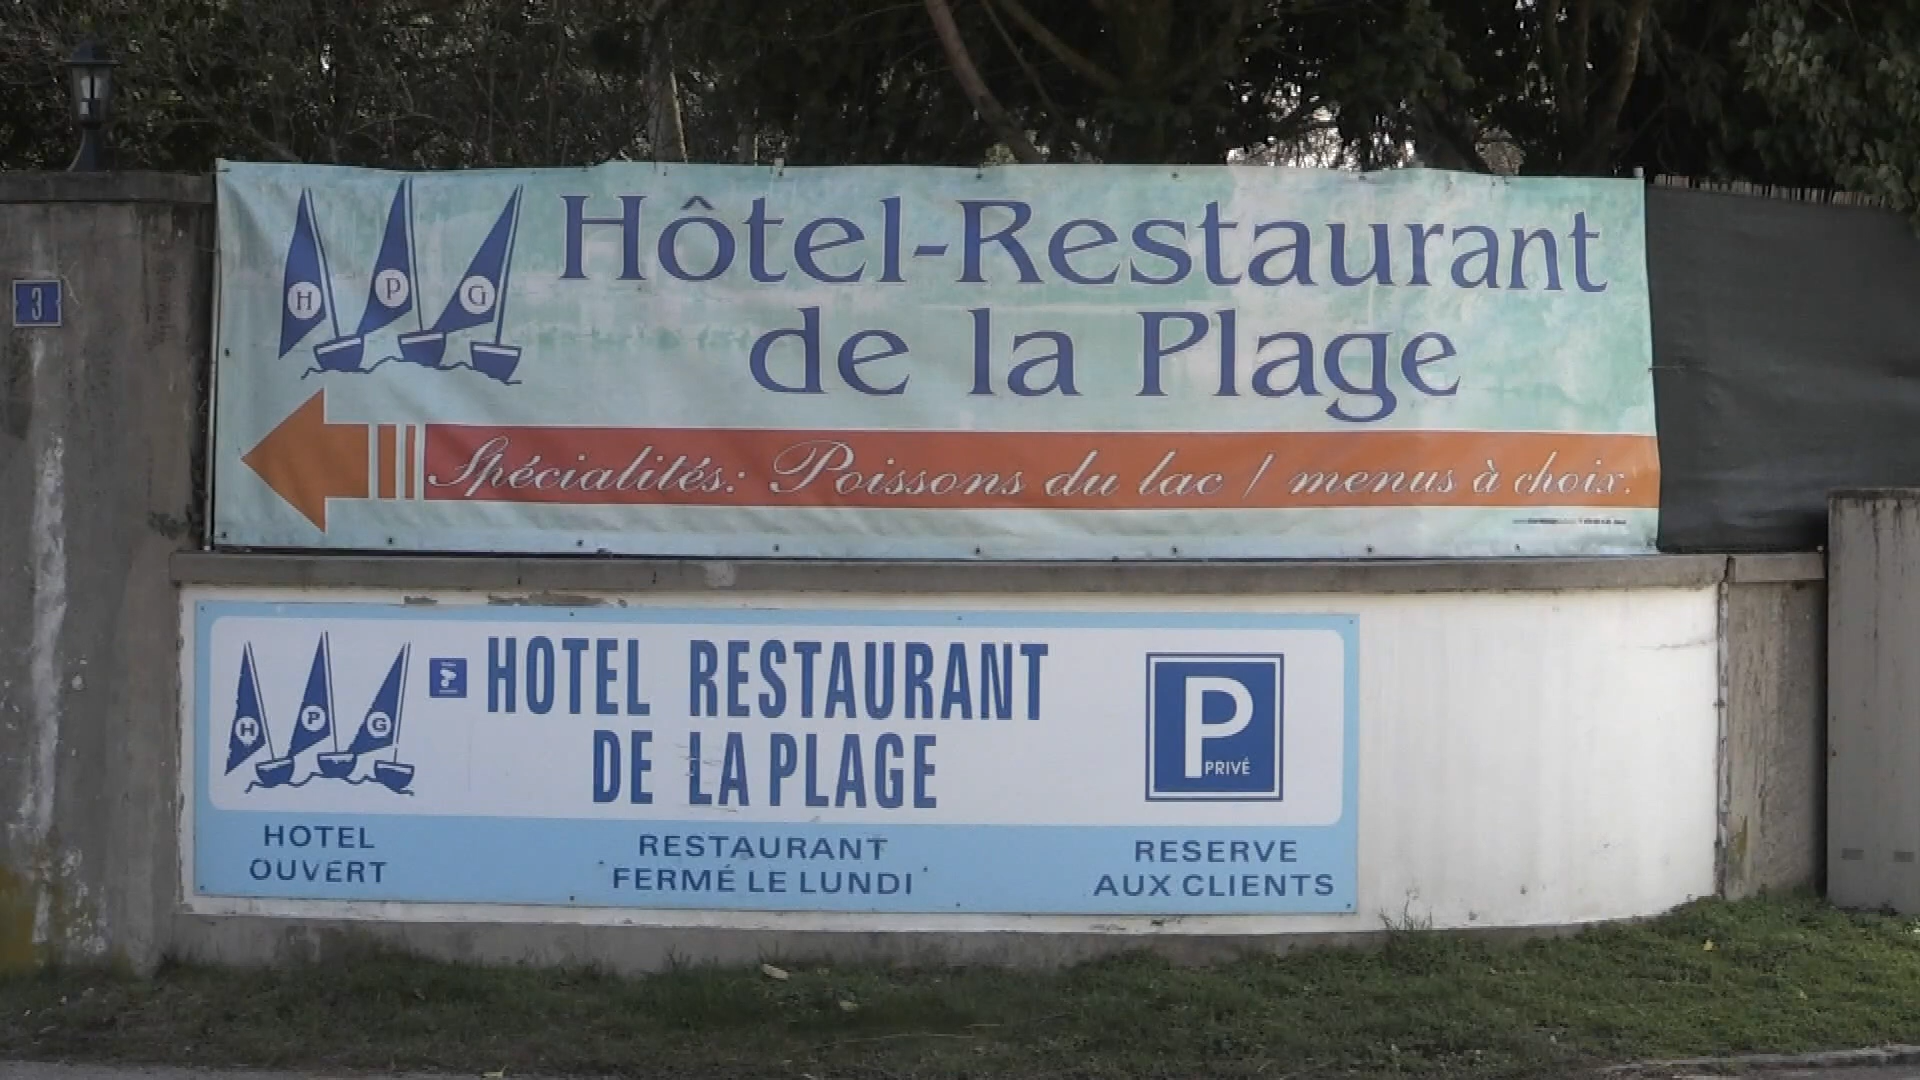 3
H P G
Hôtel-Restaurant
de la Plage
Spécialités: Poissons du lac / menus à choix.
H P G
HOTEL RESTAURANT
DE LA PLAGE
P
PRIVÉ
HOTEL
OUVERT
RESTAURANT
FERMÉ LE LUNDI
RESERVE
AUX CLIENTS